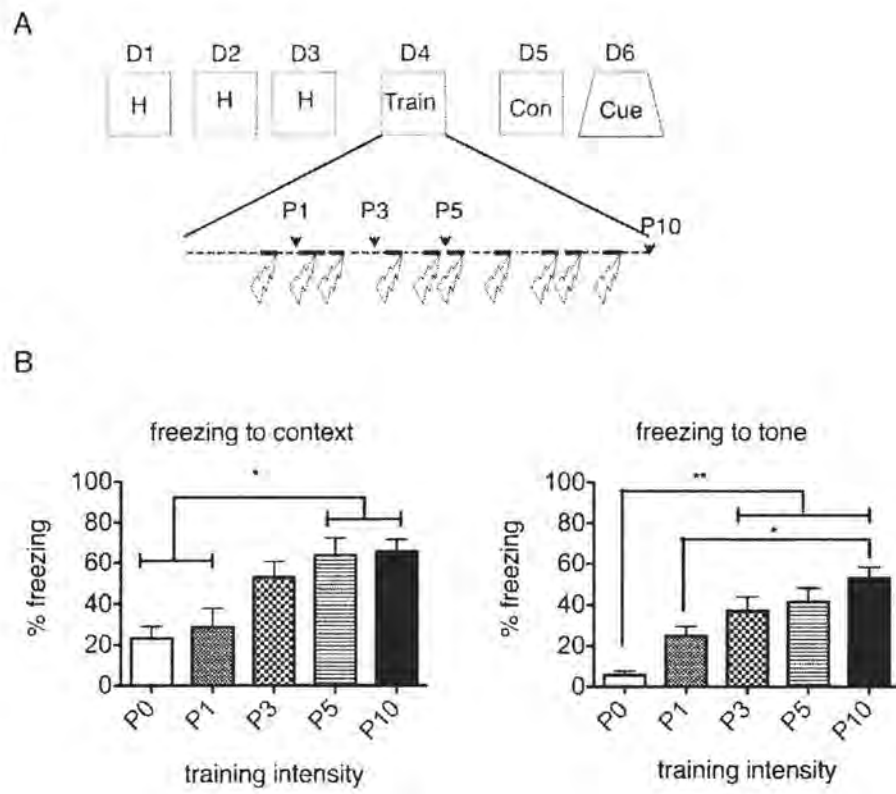 A
D1 D2 D3 D4 D5 D6
H H H Train Con Cue
P1 P3 P5 P10
B
freezing to context
*
100
80
60
40
20
0
% freezing
P0 P1 P3 P5 P10
training intensity
freezing to tone
**
*
100
80
60
40
20
0
% freezing
P0 P1 P3 P5 P10
training intensity